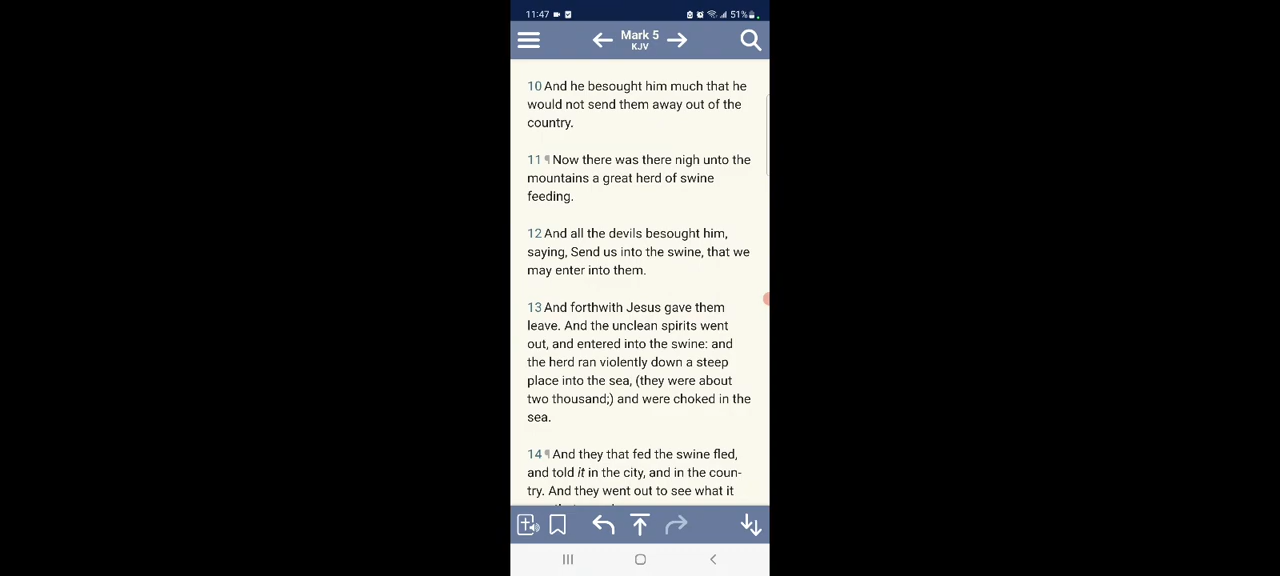 11:47
51%
Mark 5
KJV
10 And he besought him much that he
would not send them away out of the
country.
11 ¶ Now there was there nigh unto the
mountains a great herd of swine
feeding.
12 And all the devils besought him,
saying, Send us into the swine, that we
may enter into them.
13 And forthwith Jesus gave them
leave. And the unclean spirits went
out, and entered into the swine: and
the herd ran violently down a steep
place into the sea, (they were about
two thousand;) and were choked in the
sea.
14 ¶ And they that fed the swine fled,
and told it in the city, and in the coun-
try. And they went out to see what it